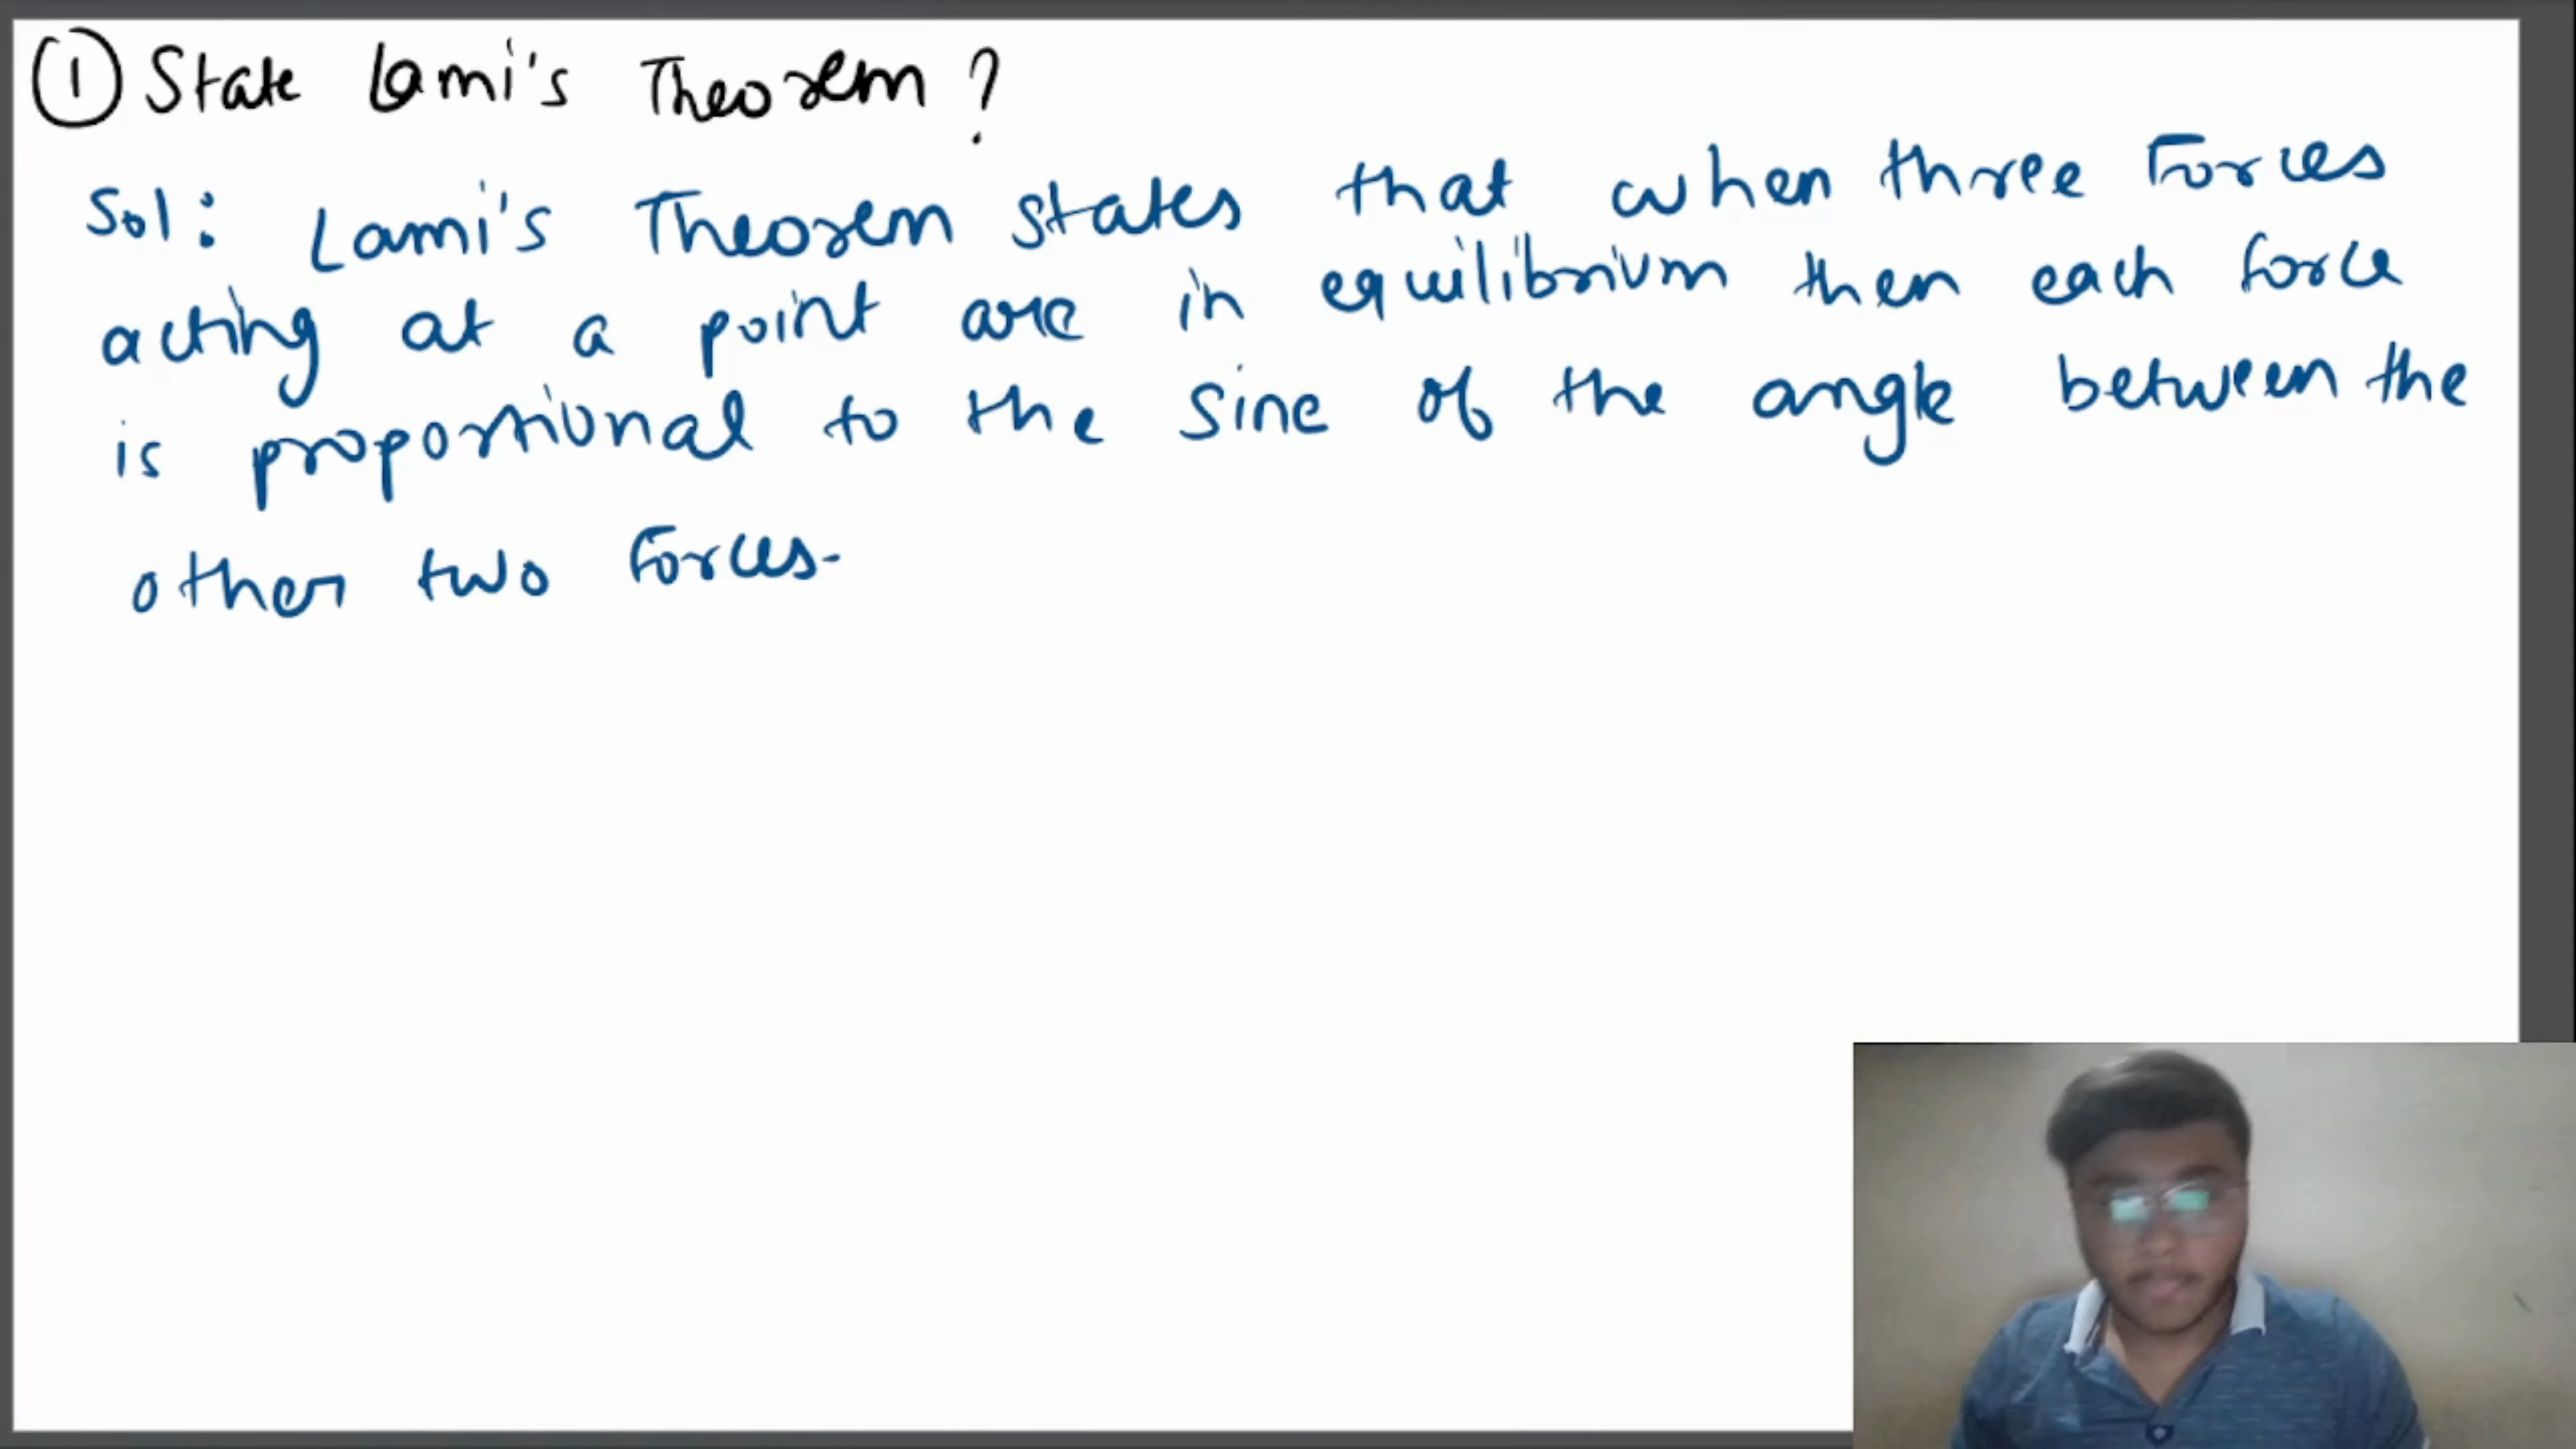 ① State Lami's Theorem ?
Sol: Lami's Theorem states that when three Forces
acting at a point are in equilibrium then each force
is proportional to the sine of the angle between the
other two forces.